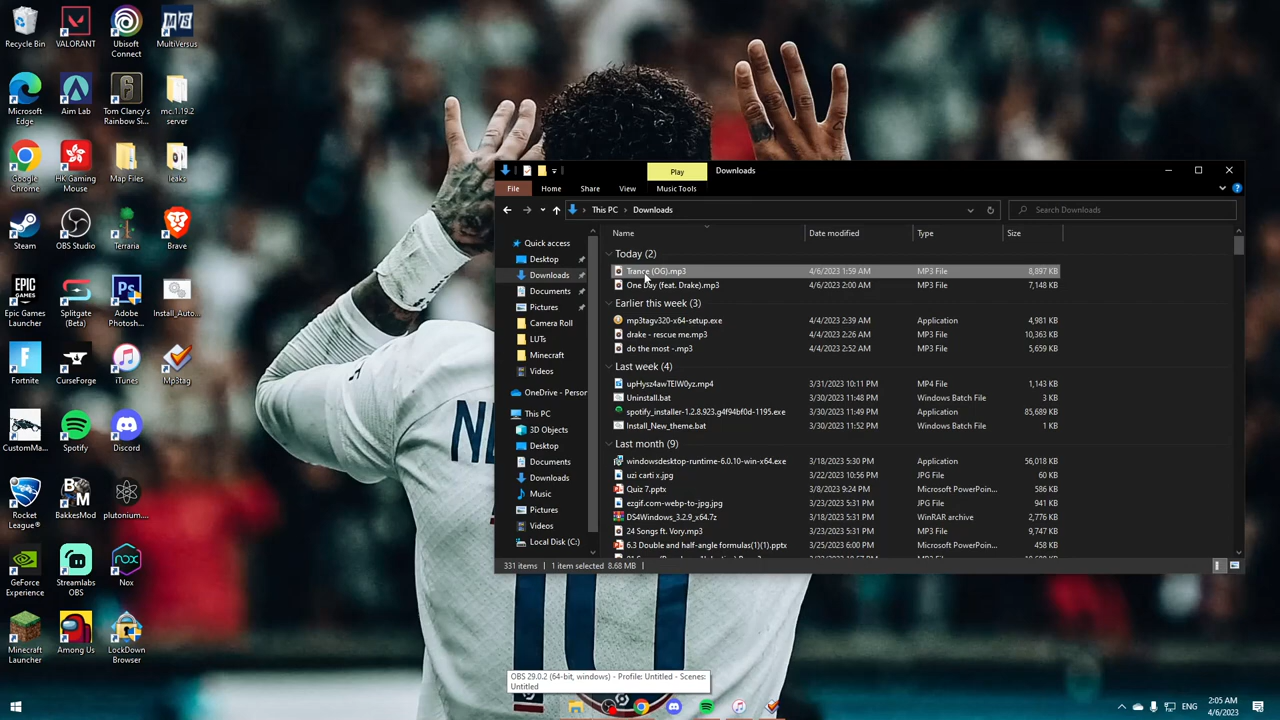 Recycle Bin
VALORANT
Ubisoft Connect
MultiVersus
Microsoft Edge
Aim Lab
Tom Clancy's Rainbow Si...
mc.1.19.2 server
Google Chrome
HK-Gaming Mouse
Map Files
leaks
Steam
OBS Studio
Terraria
Brave
Epic Games Launcher
Splitgate (Beta)
Adobe Photosh...
Install_Auto...
Fortnite
CurseForge
iTunes
Mp3tag
CustomMa...
Spotify
Discord
Rocket League®
BakkesMod
plutonium....
GeForce Experience
Streamlabs OBS
Nox
Minecraft Launcher
Among Us
LockDown Browser
Play
Downloads
File
Home
Share
View
Music Tools
This PC
Downloads
Search Downloads
Name
Date modified
Type
Size
Quick access
Desktop
Downloads
Documents
Pictures
Camera Roll
LUTs
Minecraft
Videos
OneDrive - Person
This PC
3D Objects
Desktop
Documents
Downloads
Music
Pictures
Videos
Local Disk (C:)
Today (2)
Trance (OG).mp3 4/6/2023 1:59 AM MP3 File 8,897 KB
One Day (feat. Drake).mp3 4/6/2023 2:00 AM MP3 File 7,148 KB
Earlier this week (3)
mp3tagv320-x64-setup.exe 4/4/2023 2:39 AM Application 4,981 KB
drake - rescue me.mp3 4/4/2023 2:26 AM MP3 File 10,363 KB
do the most -.mp3 4/4/2023 2:52 AM MP3 File 5,659 KB
Last week (4)
upHysz4awTEIW0yz.mp4 3/31/2023 10:11 PM MP4 File 1,143 KB
Uninstall.bat 3/30/2023 11:48 PM Windows Batch File 3 KB
spotify_installer-1.2.8.923.g4f94bf0d-1195.exe 3/30/2023 11:49 PM Application 85,689 KB
Install_New_theme.bat 3/30/2023 11:52 PM Windows Batch File 1 KB
Last month (9)
windowsdesktop-runtime-6.0.10-win-x64.exe 3/18/2023 5:30 PM Application 56,018 KB
uzi carti x.jpg 3/22/2023 10:56 PM JPG File 60 KB
Quiz 7.pptx 3/8/2023 9:24 PM Microsoft PowerPoin... 586 KB
ezgif.com-webp-to-jpg.jpg 3/23/2023 5:31 PM JPG File 941 KB
DS4Windows_3.2.9_x64.7z 3/18/2023 5:31 PM WinRAR archive 2,776 KB
24 Songs ft. Vory.mp3 3/23/2023 5:31 PM MP3 File 9,747 KB
6.3 Double and half-angle formulas(1)(1).pptx 3/25/2023 6:00 PM Microsoft PowerPoin... 458 KB
331 items
1 item selected 8.68 MB
OBS 29.0.2 (64-bit, windows) - Profile: Untitled - Scenes:
Untitled
ENG
2:05 AM
4/6/2023